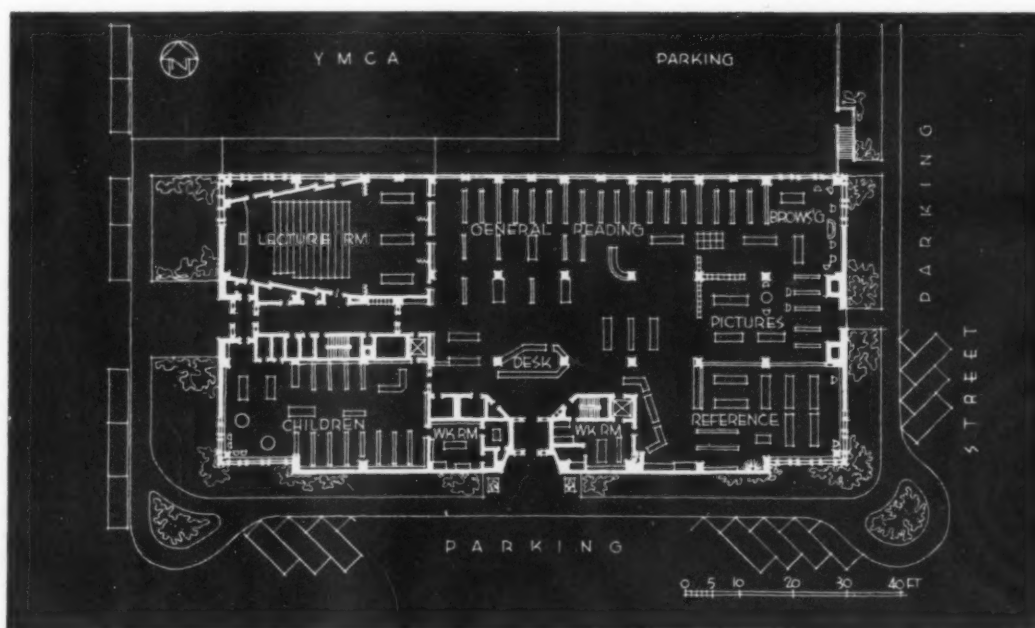 N
YMCA
PARKING
PARKING
STREET
LECTURE RM
GENERAL READING
BROWS'G
PICTURES
DESK
CHILDREN
WK RM
WK RM
REFERENCE
PARKING
0 5 10 20 30 40 FT